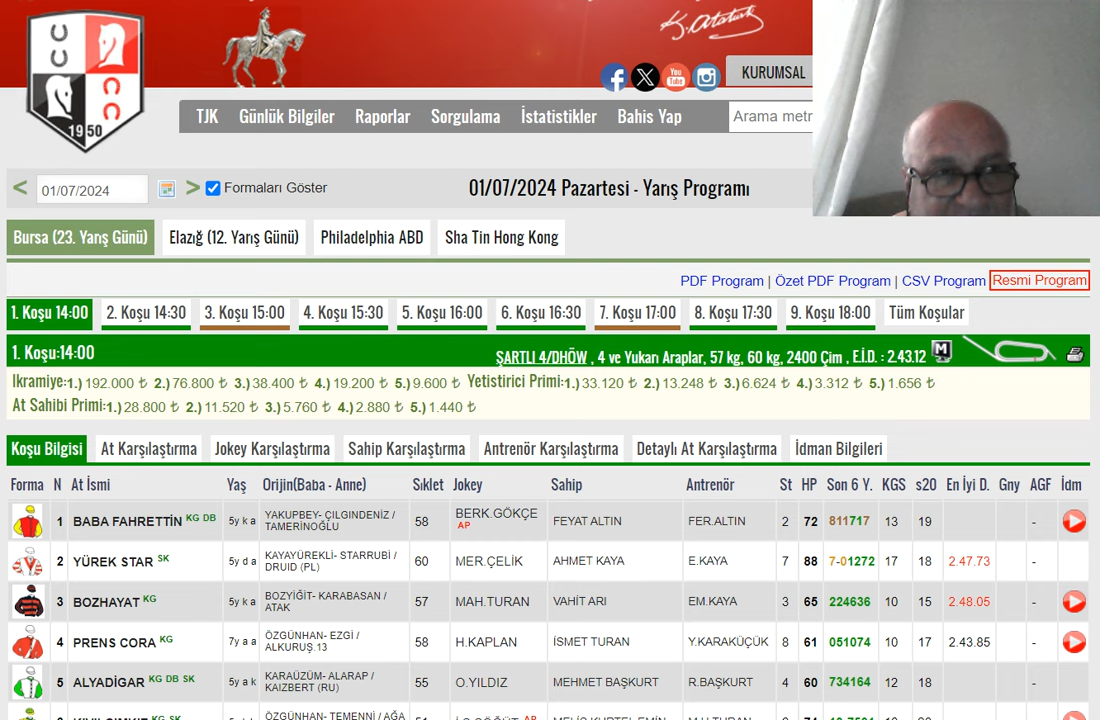 K. Atatürk
1950
You Tube
KURUMSAL
TJK Günlük Bilgiler Raporlar Sorgulama İstatistikler Bahis Yap Arama metr
< 01/07/2024 > Formaları Göster 01/07/2024 Pazartesi - Yarış Programı
Bursa (23. Yarış Günü) Elazığ (12. Yarış Günü) Philadelphia ABD Sha Tin Hong Kong
PDF Program | Özet PDF Program | CSV Program Resmi Program
1. Koşu 14:00 2. Koşu 14:30 3. Koşu 15:00 4. Koşu 15:30 5. Koşu 16:00 6. Koşu 16:30 7. Koşu 17:00 8. Koşu 17:30 9. Koşu 18:00 Tüm Koşular
1. Koşu:14:00 ŞARTLI 4/DHÖW , 4 ve Yukarı Araplar, 57 kg, 60 kg, 2400 Çim , E.İ.D. : 2.43.12 M
Ikramiye:1.) 192.000 ₺ 2.) 76.800 ₺ 3.) 38.400 ₺ 4.) 19.200 ₺ 5.) 9.600 ₺ Yetistirici Primi:1.) 33.120 ₺ 2.) 13.248 ₺ 3.) 6.624 ₺ 4.) 3.312 ₺ 5.) 1.656 ₺
At Sahibi Primi:1.) 28.800 ₺ 2.) 11.520 ₺ 3.) 5.760 ₺ 4.) 2.880 ₺ 5.) 1.440 ₺
Koşu Bilgisi At Karşılaştırma Jokey Karşılaştırma Sahip Karşılaştırma Antrenör Karşılaştırma Detaylı At Karşılaştırma İdman Bilgileri
Forma N At İsmi Yaş Orijin(Baba - Anne) Sıklet Jokey Sahip Antrenör St HP Son 6 Y. KGS s20 En İyi D. Gny AGF İdm
1 BABA FAHRETTİN KG DB 5y k a YAKUPBEY- ÇILGINDENİZ / TAMERİNOĞLU 58 BERK.GÖKÇE AP FEYAT ALTIN FER.ALTIN 2 72 811717 13 19 -
2 YÜREK STAR SK 5y d a KAYAYÜREKLİ- STARRUBİ / DRUID (PL) 60 MER.ÇELİK AHMET KAYA E.KAYA 7 88 7-01272 17 18 2.47.73 -
3 BOZHAYAT KG 5y k a BOZYİĞİT- KARABASAN / ATAK 57 MAH.TURAN VAHİT ARI EM.KAYA 3 65 224636 10 15 2.48.05 -
4 PRENS CORA KG 7y a a ÖZGÜNHAN- EZGİ / ALKURUŞ.13 58 H.KAPLAN İSMET TURAN Y.KARAKÜÇÜK 8 61 051074 10 17 2.43.85 -
5 ALYADİGAR KG DB SK 5y a k KARAÜZÜM- ALARAP / KAIZBERT (RU) 55 O.YILDIZ MEHMET BAŞKURT R.BAŞKURT 4 60 734164 12 18 -
KG SK ÖZGÜNHAN- TEMENNİ / AĞA AP